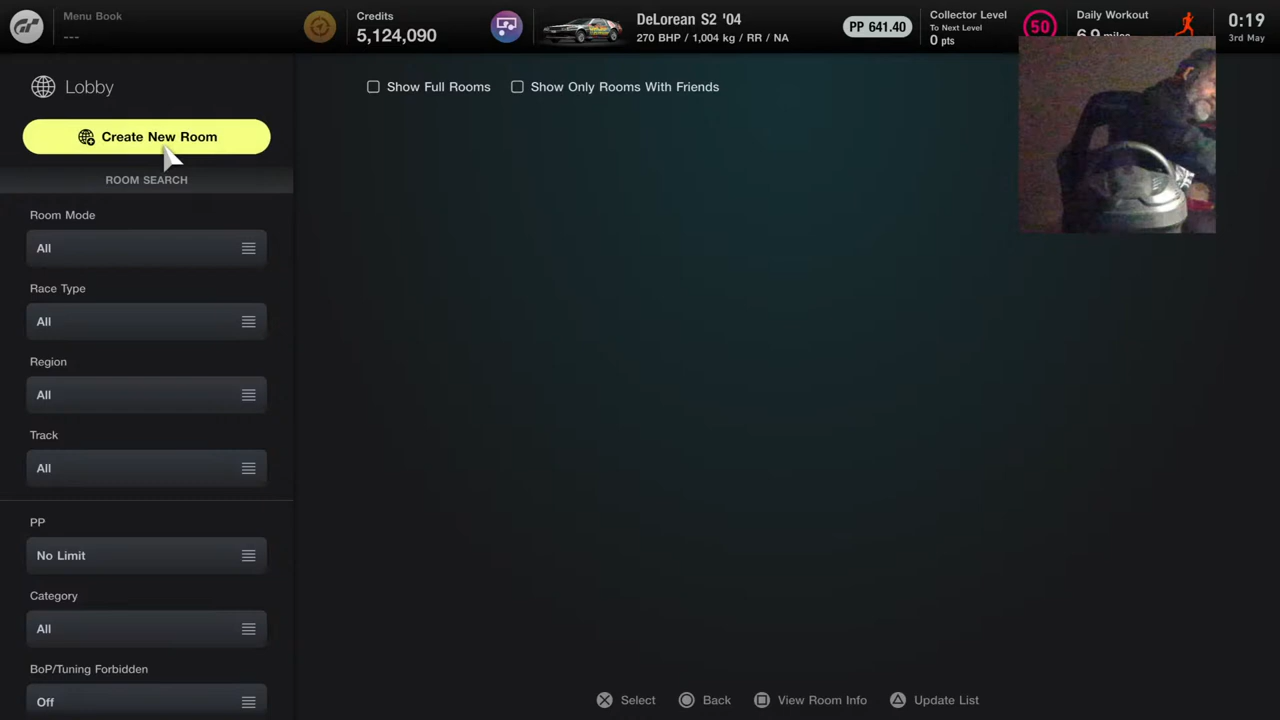 Menu Book
---
Credits
5,124,090
DeLorean S2 '04
270 BHP / 1,004 kg / RR / NA
PP 641.40
Collector Level
To Next Level
0 pts
50
Daily Workout
6.9 miles
0:19
3rd May
Lobby
Show Full Rooms
Show Only Rooms With Friends
Create New Room
ROOM SEARCH
Room Mode
All
Race Type
All
Region
All
Track
All
PP
No Limit
Category
All
BoP/Tuning Forbidden
Off
Select
Back
View Room Info
Update List